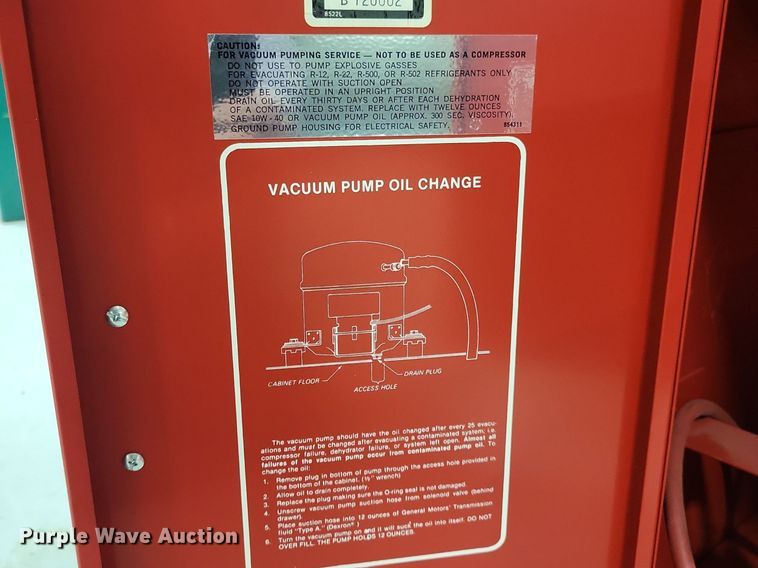 8522L
CAUTION:
FOR VACUUM PUMPING SERVICE — NOT TO BE USED AS A COMPRESSOR
DO NOT USE TO PUMP EXPLOSIVE GASSES
FOR EVACUATING R-12, R-22, R-500, OR R-502 REFRIGERANTS ONLY
DO NOT OPERATE WITH SUCTION OPEN
MUST BE OPERATED IN AN UPRIGHT POSITION
DRAIN OIL EVERY THIRTY DAYS OR AFTER EACH DEHYDRATION
OF A CONTAMINATED SYSTEM. REPLACE WITH TWELVE OUNCES
SAE 10W-40 OR VACUUM PUMP OIL (APPROX. 300 SEC. VISCOSITY).
GROUND PUMP HOUSING FOR ELECTRICAL SAFETY.
854311
VACUUM PUMP OIL CHANGE
CABINET FLOOR
ACCESS HOLE
DRAIN PLUG
The vacuum pump should have the oil changed after every 25 evacu-
ations and must be changed after evacuating a contaminated system; i.e.
compressor failure, dehydrator failure, or system left open. Almost all
failures of the vacuum pump occur from contaminated pump oil. To
change the oil:
1. Remove plug in bottom of pump through the access hole provided in
the bottom of the cabinet. (½" wrench)
2. Allow oil to drain completely.
3. Replace the plug making sure the O-ring seal is not damaged.
4. Unscrew vacuum pump suction hose from solenoid valve (behind
drawer).
5. Place suction hose into 12 ounces of General Motors' Transmission
fluid "Type A." (Dexron®)
6. Turn the vacuum pump on and it will suck the oil into itself. DO NOT
OVER FILL. THE PUMP HOLDS 12 OUNCES.
Purple Wave Auction